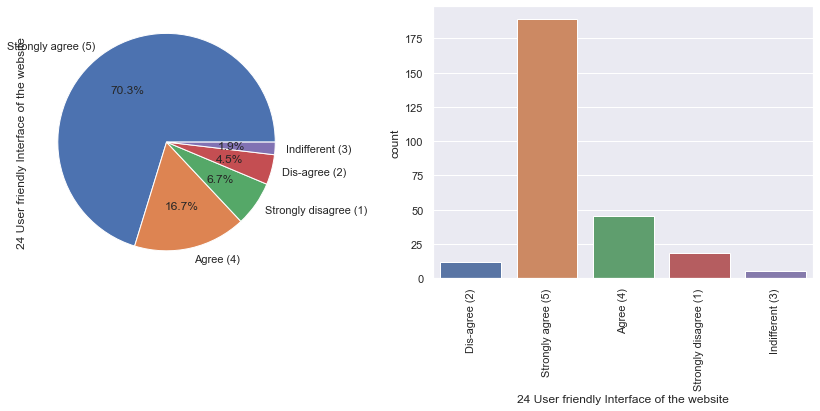 24 User friendly Interface of the website
Strongly agree (5)
70.3%
16.7%
Agree (4)
6.7%
Strongly disagree (1)
4.5%
Dis-agree (2)
1.9%
Indifferent (3)
count
175
150
125
100
75
50
25
0
Dis-agree (2)
Strongly agree (5)
Agree (4)
Strongly disagree (1)
Indifferent (3)
24 User friendly Interface of the website